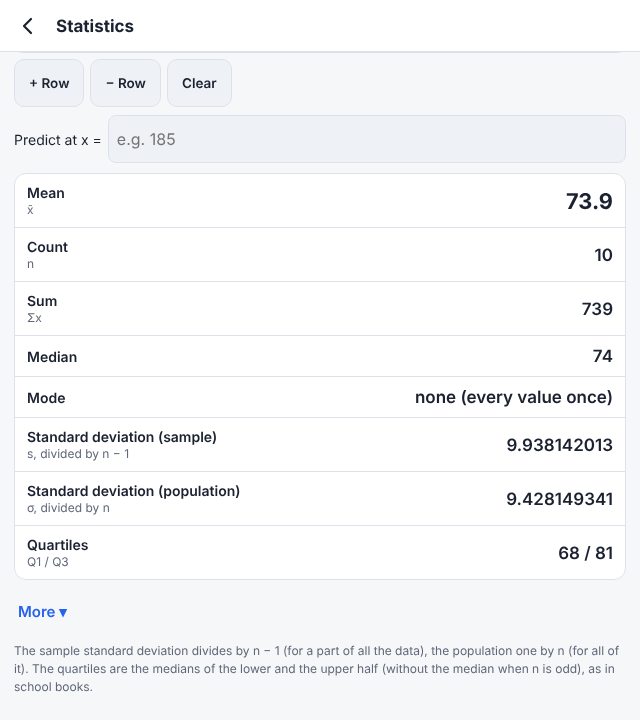 Statistics
+ Row
− Row
Clear
Predict at x =
e.g. 185
Mean
x̄
73.9
Count
n
10
Sum
Σx
739
Median
74
Mode
none (every value once)
Standard deviation (sample)
s, divided by n − 1
9.938142013
Standard deviation (population)
σ, divided by n
9.428149341
Quartiles
Q1 / Q3
68 / 81
More ▾
The sample standard deviation divides by n − 1 (for a part of all the data), the population one by n (for all of
it). The quartiles are the medians of the lower and the upper half (without the median when n is odd), as in
school books.